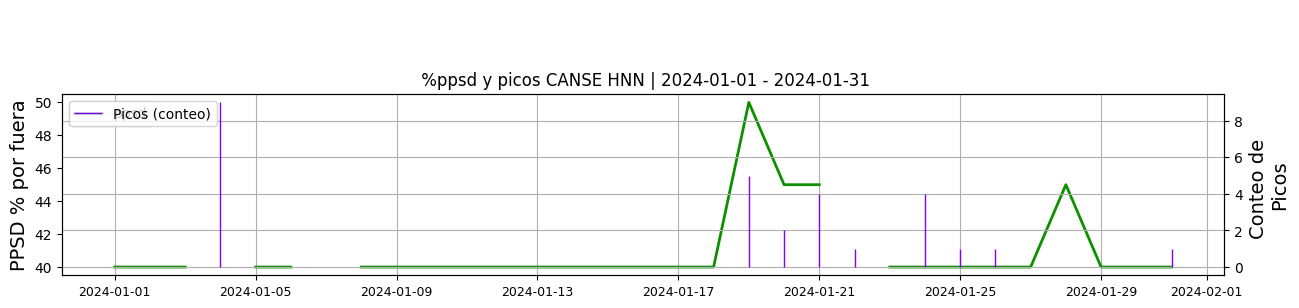 %ppsd y picos CANSE HNN | 2024-01-01 - 2024-01-31
PPSD % por fuera
50
48
46
44
42
40
Picos (conteo)
8
6
4
2
0
Conteo de
Picos
2024-01-01 2024-01-05 2024-01-09 2024-01-13 2024-01-17 2024-01-21 2024-01-25 2024-01-29 2024-02-01